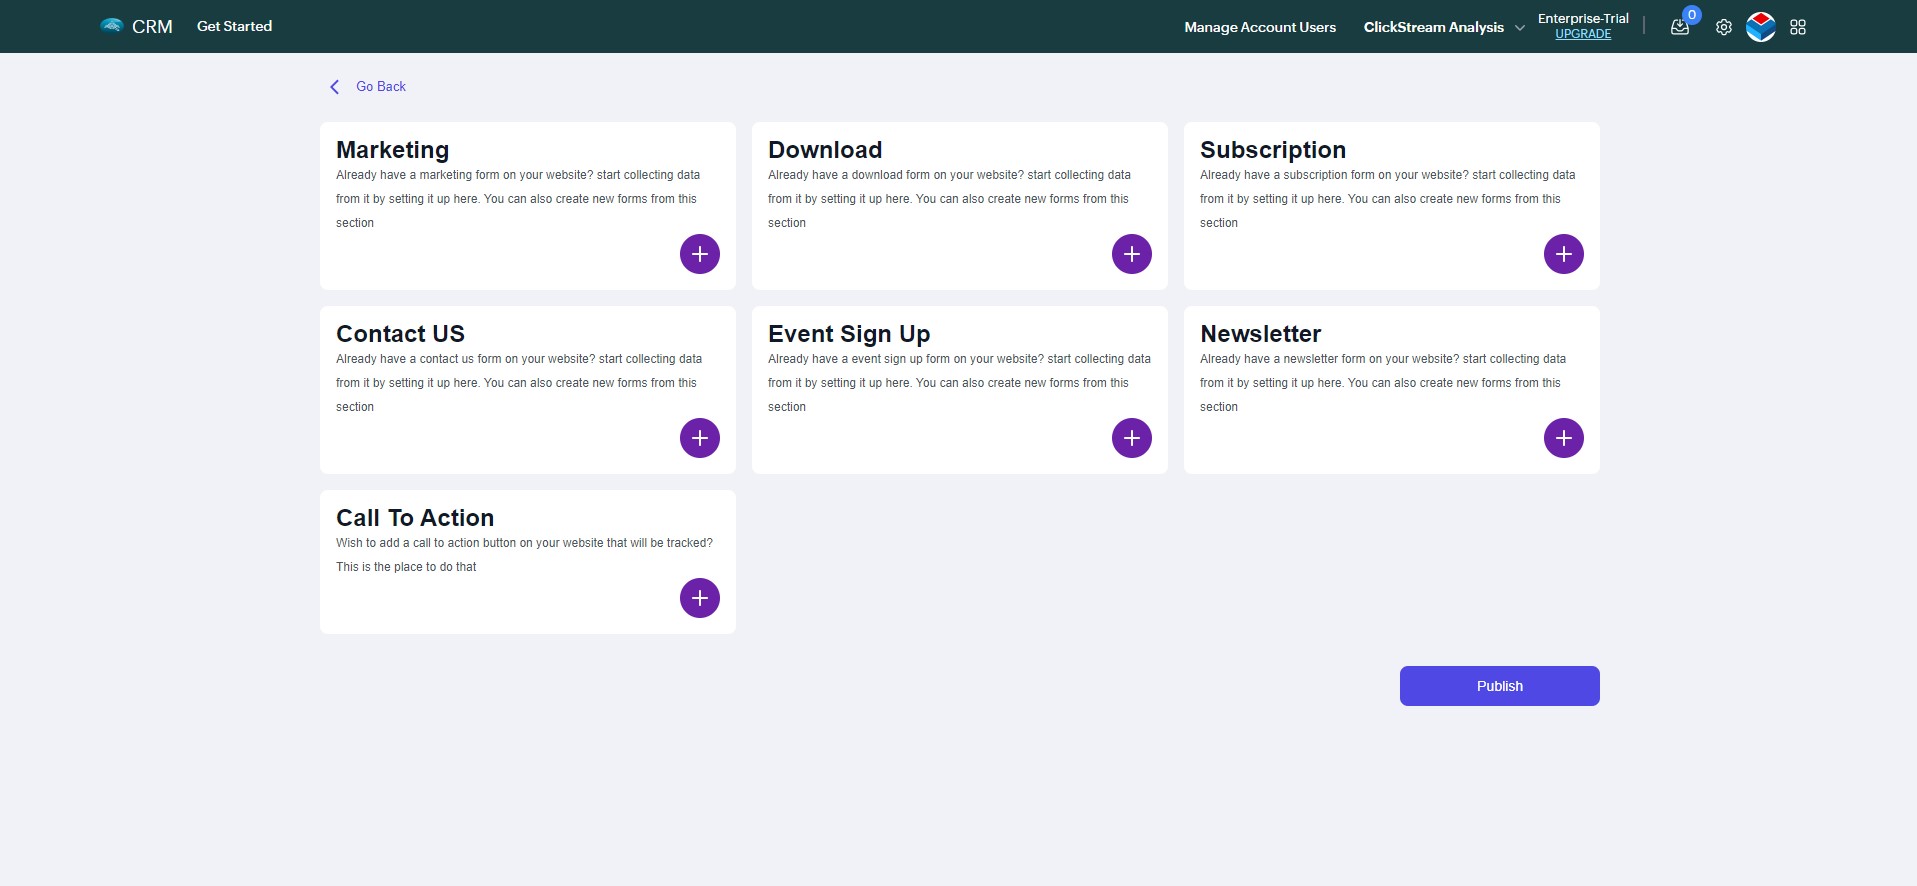 CRM
Get Started
Manage Account Users
ClickStream Analysis
Enterprise-Trial
UPGRADE
0
Go Back
Marketing
Already have a marketing form on your website? start collecting data
from it by setting it up here. You can also create new forms from this
section
Download
Already have a download form on your website? start collecting data
from it by setting it up here. You can also create new forms from this
section
Subscription
Already have a subscription form on your website? start collecting data
from it by setting it up here. You can also create new forms from this
section
Contact US
Already have a contact us form on your website? start collecting data
from it by setting it up here. You can also create new forms from this
section
Event Sign Up
Already have a event sign up form on your website? start collecting data
from it by setting it up here. You can also create new forms from this
section
Newsletter
Already have a newsletter form on your website? start collecting data
from it by setting it up here. You can also create new forms from this
section
Call To Action
Wish to add a call to action button on your website that will be tracked?
This is the place to do that
Publish